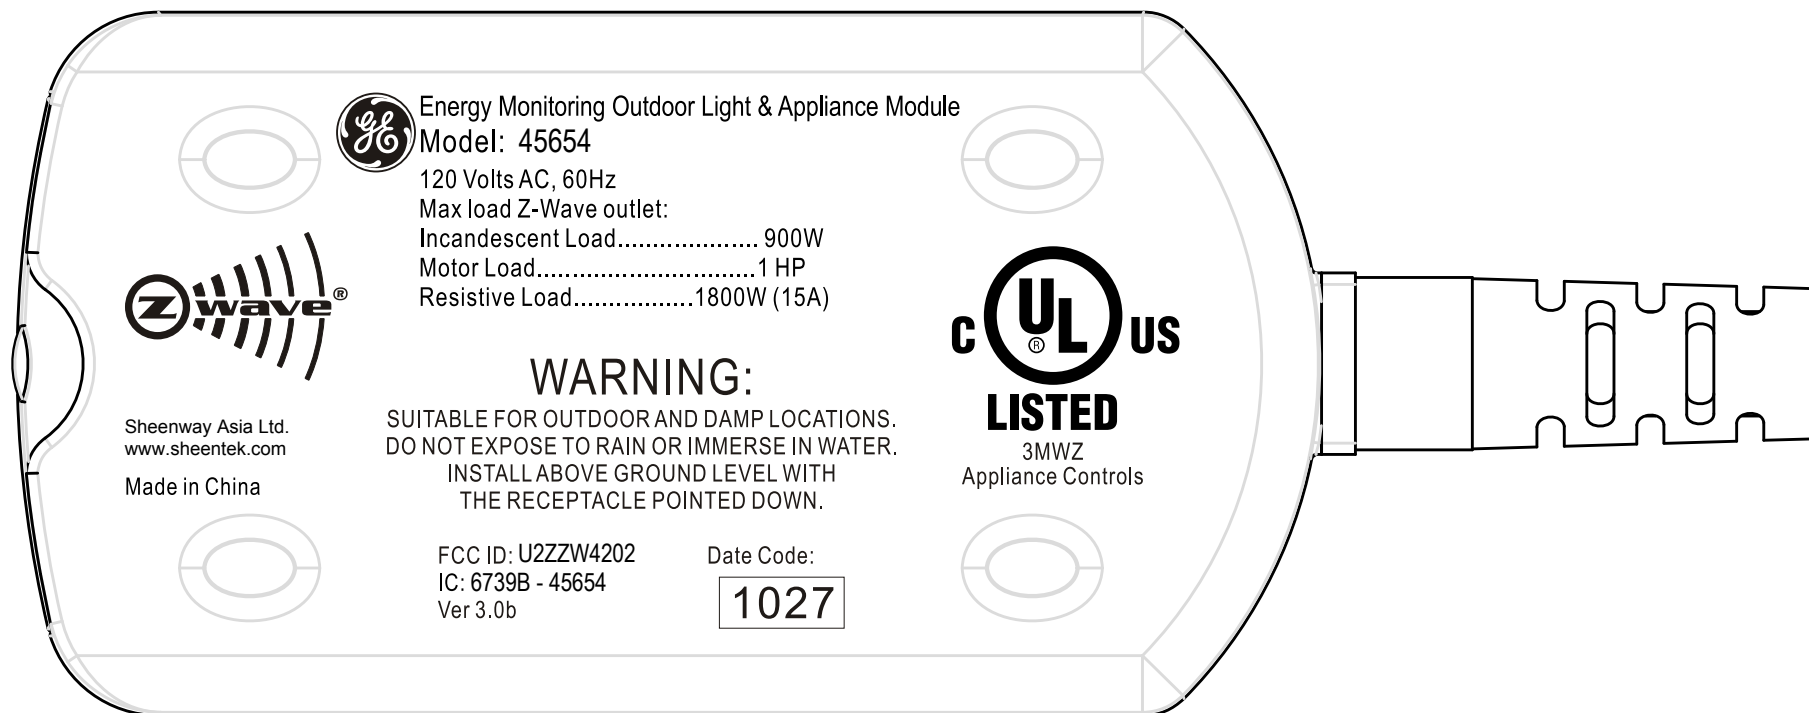 GE
Energy Monitoring Outdoor Light & Appliance Module
Model: 45654
120 Volts AC, 60Hz
Max load Z-Wave outlet:
Incandescent Load.................... 900W
Motor Load...............................1 HP
Resistive Load.................1800W (15A)
Z wave®
C UL® US
LISTED
3MWZ
Appliance Controls
WARNING:
SUITABLE FOR OUTDOOR AND DAMP LOCATIONS.
DO NOT EXPOSE TO RAIN OR IMMERSE IN WATER.
INSTALL ABOVE GROUND LEVEL WITH
THE RECEPTACLE POINTED DOWN.
Sheenway Asia Ltd.
www.sheentek.com
Made in China
FCC ID: U2ZZW4202
IC: 6739B - 45654
Ver 3.0b
Date Code:
1027